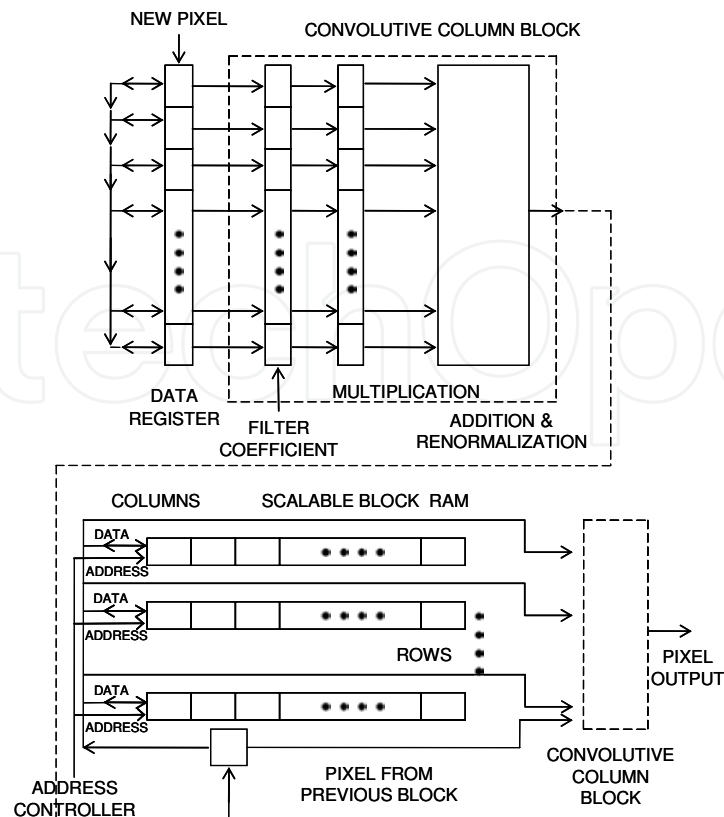 NEW PIXEL
CONVOLUTIVE COLUMN BLOCK
DATA
REGISTER
FILTER
COEFFICIENT
MULTIPLICATION
ADDITION &
RENORMALIZATION
COLUMNS
SCALABLE BLOCK RAM
DATA
ADDRESS
DATA
ADDRESS
ROWS
DATA
ADDRESS
PIXEL
OUTPUT
ADDRESS
CONTROLLER
PIXEL FROM
PREVIOUS BLOCK
CONVOLUTIVE
COLUMN
BLOCK
techOpe